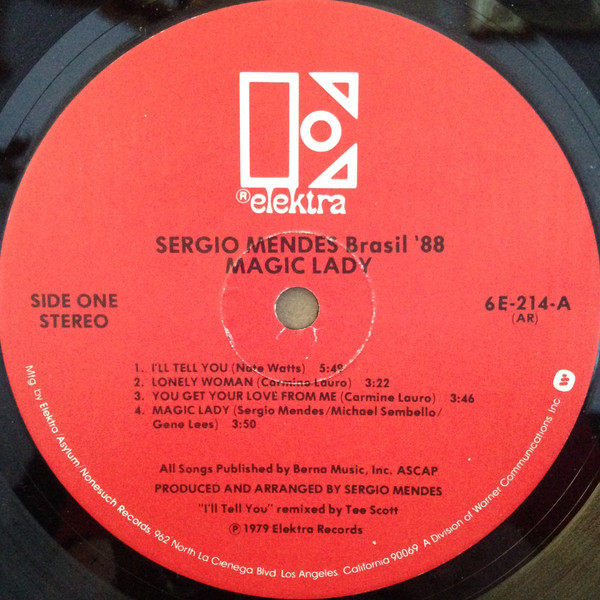 ® elektra
SERGIO MENDES Brasil '88
MAGIC LADY
SIDE ONE
STEREO
6E-214-A
(AR)
1. I'LL TELL YOU (Nate Watts) 5:49
2. LONELY WOMAN (Carmine Lauro) 3:22
3. YOU GET YOUR LOVE FROM ME (Carmine Lauro) 3:46
4. MAGIC LADY (Sergio Mendes/Michael Sembello/
Gene Lees) 3:50
All Songs Published by Berna Music, Inc. ASCAP
PRODUCED AND ARRANGED BY SERGIO MENDES
"I'll Tell You" remixed by Tee Scott
℗ 1979 Elektra Records
Mfg. by Elektra/Asylum/Nonesuch Records, 962 North La Cienega Blvd. Los Angeles, California 90069 A Division of Warner Communications, Inc.